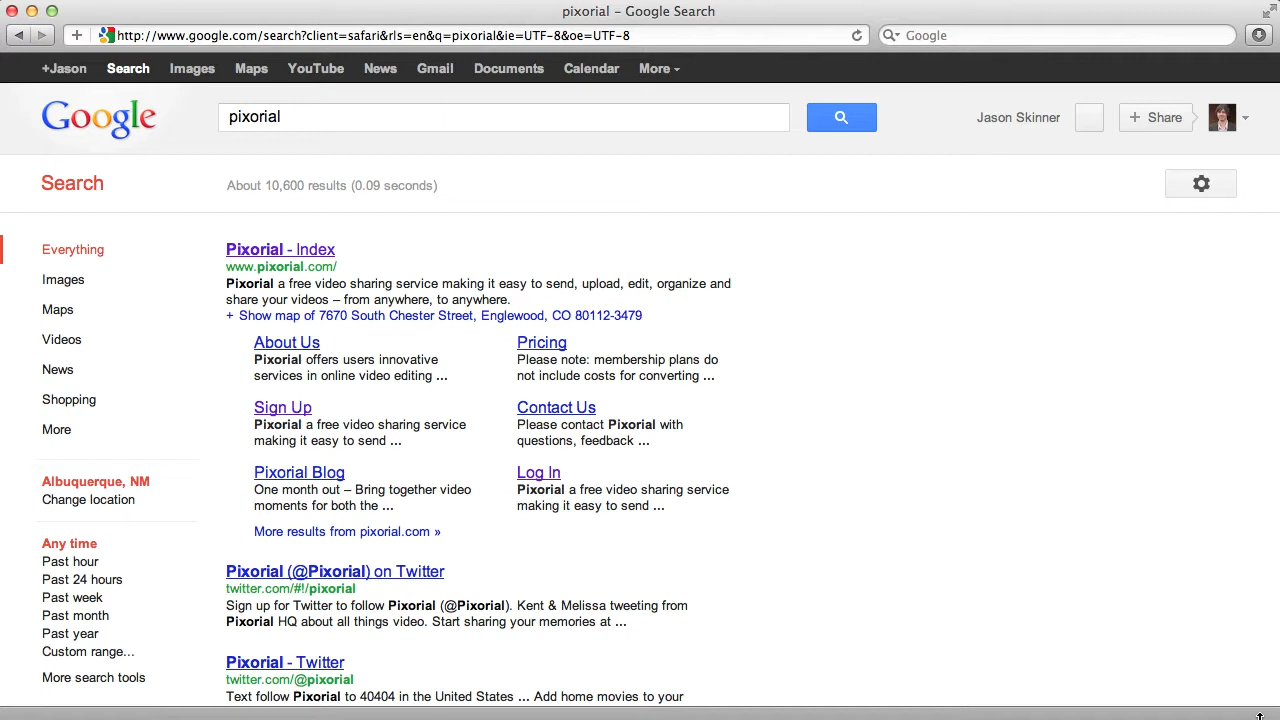 pixorial – Google Search
http://www.google.com/search?client=safari&rls=en&q=pixorial&ie=UTF-8&oe=UTF-8
Google
+Jason Search Images Maps YouTube News Gmail Documents Calendar More
Google
pixorial
Jason Skinner
+ Share
Search
About 10,600 results (0.09 seconds)
Everything
Images
Maps
Videos
News
Shopping
More
Albuquerque, NM
Change location
Any time
Past hour
Past 24 hours
Past week
Past month
Past year
Custom range...
More search tools
Pixorial - Index
www.pixorial.com/
Pixorial a free video sharing service making it easy to send, upload, edit, organize and
share your videos – from anywhere, to anywhere.
+ Show map of 7670 South Chester Street, Englewood, CO 80112-3479
About Us
Pixorial offers users innovative
services in online video editing ...
Pricing
Please note: membership plans do
not include costs for converting ...
Sign Up
Pixorial a free video sharing service
making it easy to send ...
Contact Us
Please contact Pixorial with
questions, feedback ...
Pixorial Blog
One month out – Bring together video
moments for both the ...
Log In
Pixorial a free video sharing service
making it easy to send ...
More results from pixorial.com »
Pixorial (@Pixorial) on Twitter
twitter.com/#!/pixorial
Sign up for Twitter to follow Pixorial (@Pixorial). Kent & Melissa tweeting from
Pixorial HQ about all things video. Start sharing your memories at ...
Pixorial - Twitter
twitter.com/@pixorial
Text follow Pixorial to 40404 in the United States ... Add home movies to your